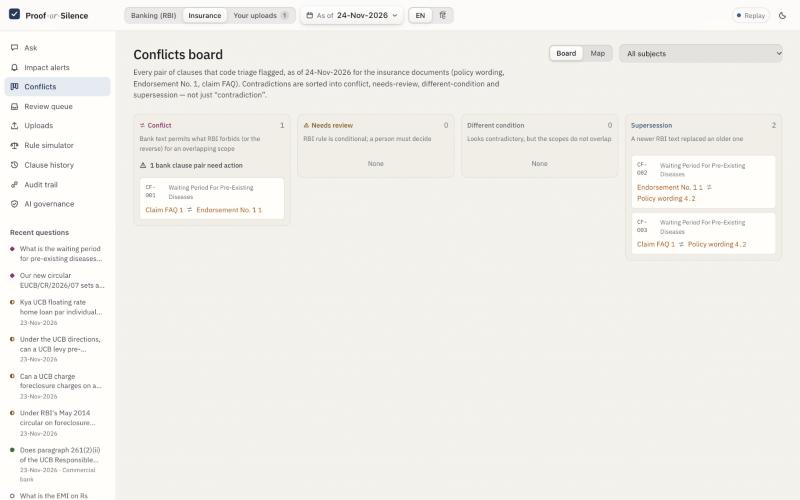 Proof-or-Silence
Banking (RBI) Insurance Your uploads 1
As of 24-Nov-2026
EN हिं
Replay
Ask
Impact alerts
Conflicts
Review queue
Uploads
Rule simulator
Clause history
Audit trail
AI governance
Recent questions
What is the waiting period
for pre-existing diseases...
Our new circular
EUCB/CR/2026/07 sets a...
Kya UCB floating rate
home loan par individual...
23-Nov-2026
Under the UCB directions,
can a UCB levy pre-...
23-Nov-2026
Can a UCB charge
foreclosure charges on a...
23-Nov-2026
Under RBI's May 2014
circular on foreclosure...
23-Nov-2026
Does paragraph 261(2)(ii)
of the UCB Responsible...
23-Nov-2026 · Commercial
bank
What is the EMI on Rs
Conflicts board
Board Map
All subjects
Every pair of clauses that code triage flagged, as of 24-Nov-2026 for the insurance documents (policy wording,
Endorsement No. 1, claim FAQ). Contradictions are sorted into conflict, needs-review, different-condition and
supersession — not just "contradiction".
Conflict 1
Bank text permits what RBI forbids (or the
reverse) for an overlapping scope
1 bank clause pair need action
CF-
001
Waiting Period For Pre-Existing
Diseases
Claim FAQ 1 ⇄ Endorsement No. 1 1
Needs review 0
RBI rule is conditional; a person must decide
None
Different condition 0
Looks contradictory, but the scopes do not overlap
None
Supersession 2
A newer RBI text replaced an older one
CF-
002
Waiting Period For Pre-Existing
Diseases
Endorsement No. 1 1 ⇄
Policy wording 4.2
CF-
003
Waiting Period For Pre-Existing
Diseases
Claim FAQ 1 ⇄ Policy wording 4.2